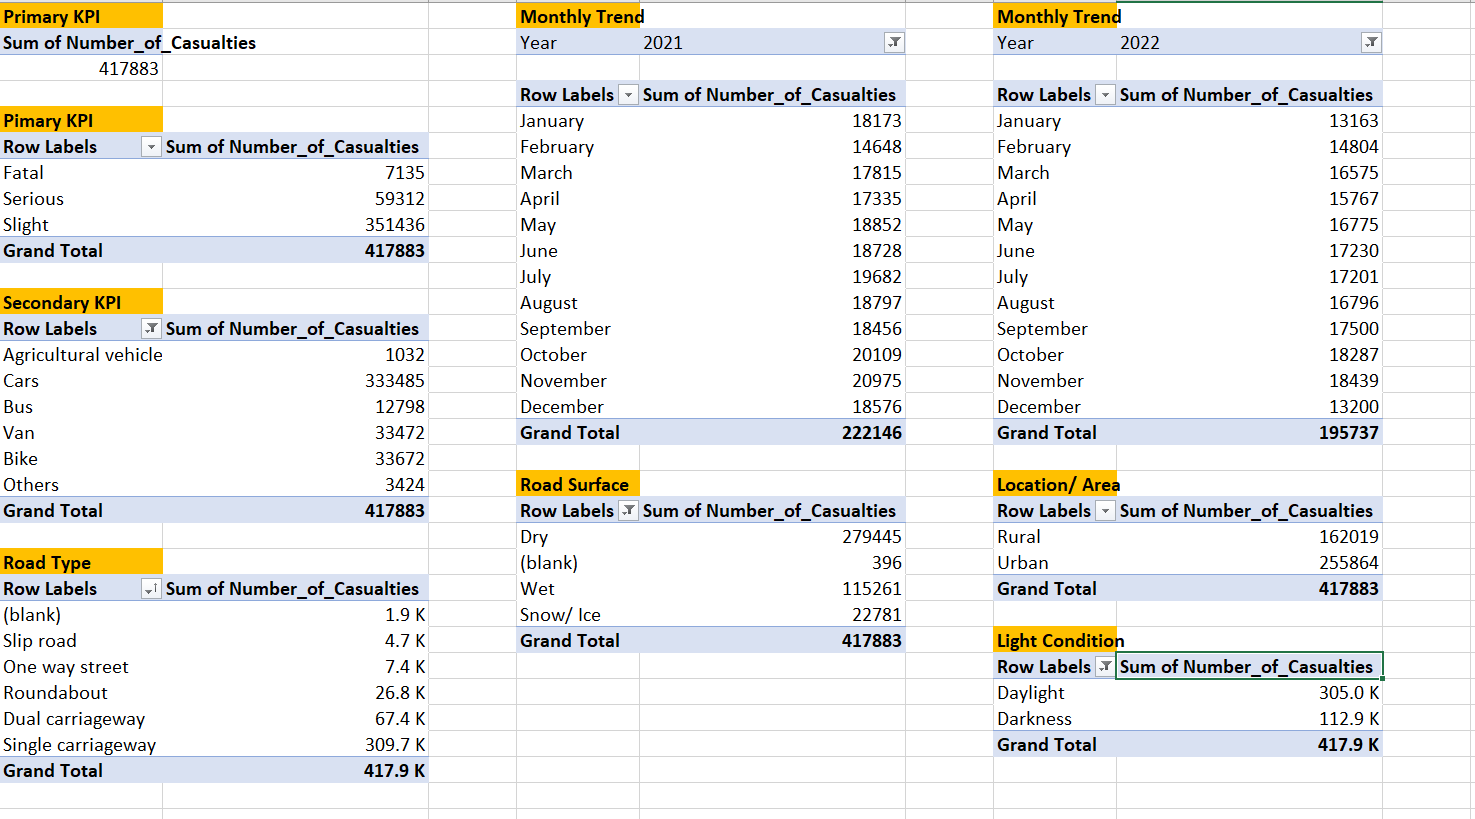 Primary KPI
Sum of Number_of_Casualties
417883
Pimary KPI
Row Labels Sum of Number_of_Casualties
Fatal 7135
Serious 59312
Slight 351436
Grand Total 417883
Secondary KPI
Row Labels Sum of Number_of_Casualties
Agricultural vehicle 1032
Cars 333485
Bus 12798
Van 33472
Bike 33672
Others 3424
Grand Total 417883
Road Type
Row Labels Sum of Number_of_Casualties
(blank) 1.9 K
Slip road 4.7 K
One way street 7.4 K
Roundabout 26.8 K
Dual carriageway 67.4 K
Single carriageway 309.7 K
Grand Total 417.9 K
Monthly Trend
Year 2021
Row Labels Sum of Number_of_Casualties
January 18173
February 14648
March 17815
April 17335
May 18852
June 18728
July 19682
August 18797
September 18456
October 20109
November 20975
December 18576
Grand Total 222146
Road Surface
Row Labels Sum of Number_of_Casualties
Dry 279445
(blank) 396
Wet 115261
Snow/ Ice 22781
Grand Total 417883
Monthly Trend
Year 2022
Row Labels Sum of Number_of_Casualties
January 13163
February 14804
March 16575
April 15767
May 16775
June 17230
July 17201
August 16796
September 17500
October 18287
November 18439
December 13200
Grand Total 195737
Location/ Area
Row Labels Sum of Number_of_Casualties
Rural 162019
Urban 255864
Grand Total 417883
Light Condition
Row Labels Sum of Number_of_Casualties
Daylight 305.0 K
Darkness 112.9 K
Grand Total 417.9 K